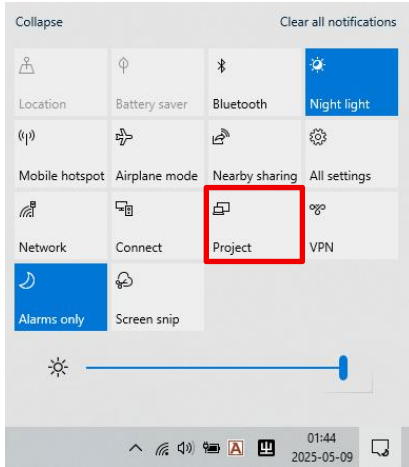 Collapse Clear all notifications
Location Battery saver Bluetooth Night light
Mobile hotspot Airplane mode Nearby sharing All settings
Network Connect Project VPN
Alarms only Screen snip
A 01:44
2025-05-09